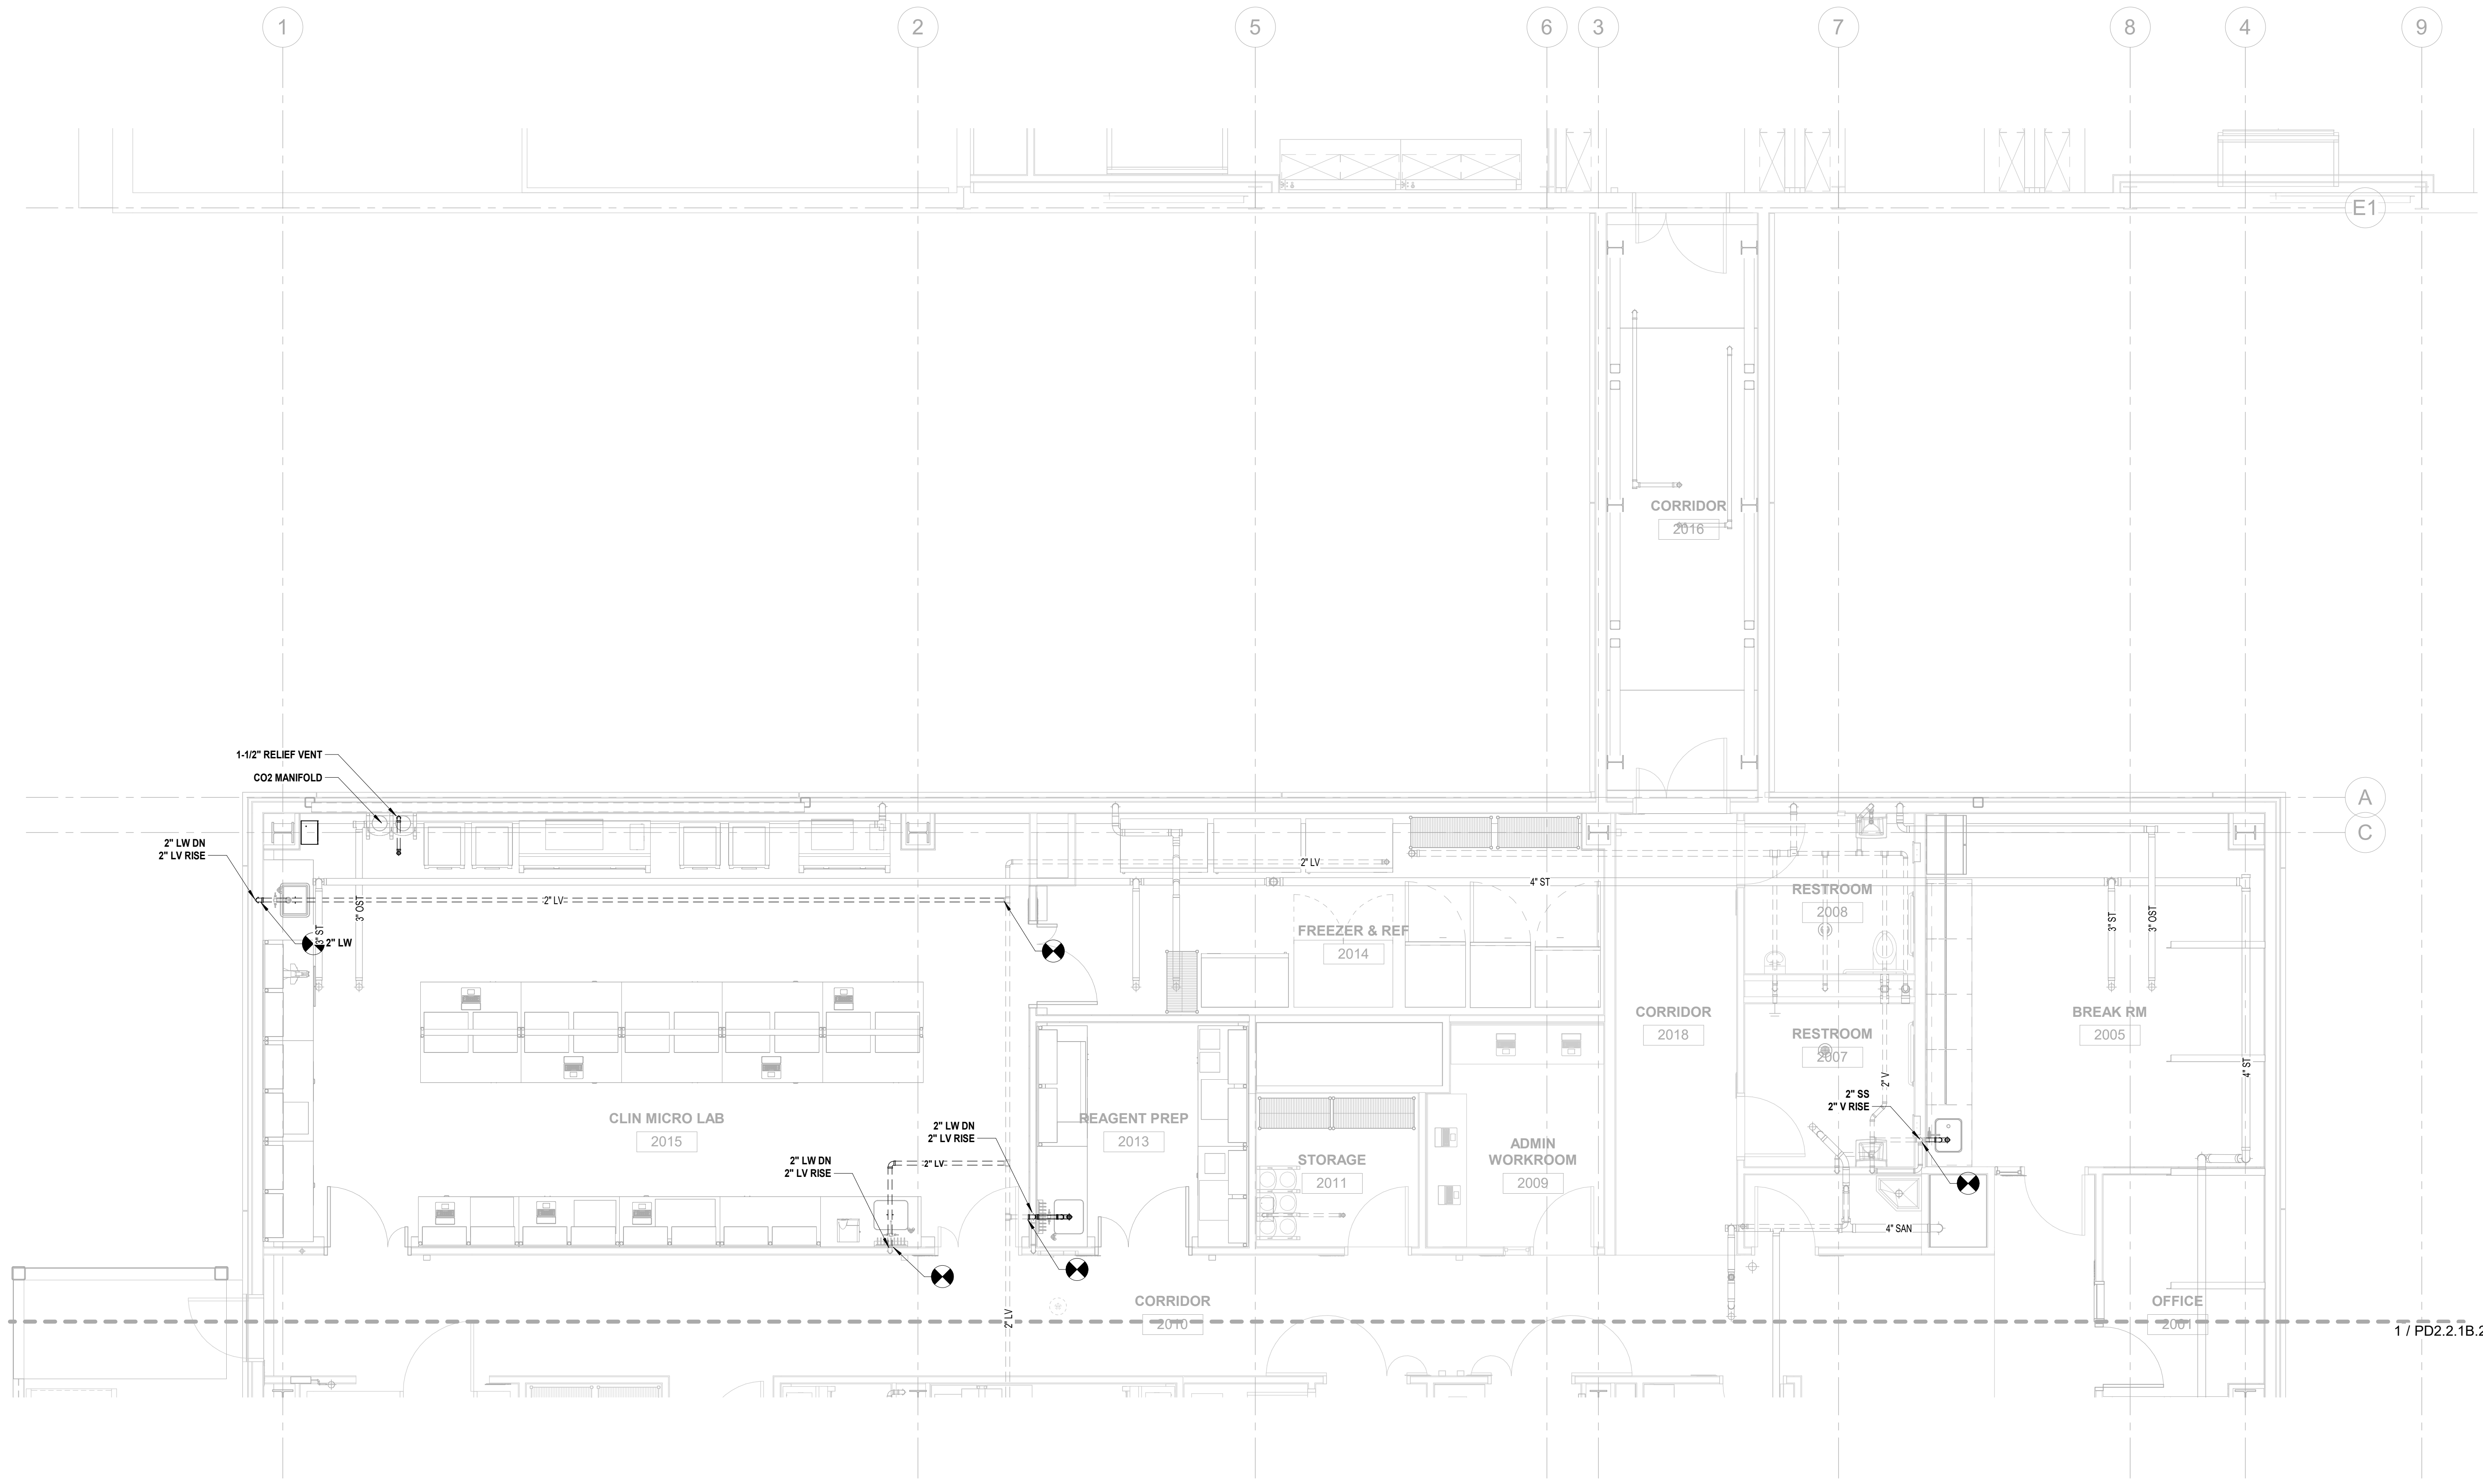 1
2
5
6
3
7
8
4
9
E1
CORRIDOR
2016
1-1/2" RELIEF VENT
CO2 MANIFOLD
A
C
2" LW DN
2" LV RISE
2" LV
4" ST
3" ST
3" OST
2" LV
2" LW
RESTROOM
2008
3" ST
3" OST
FREEZER & REF
2014
CORRIDOR
2018
BREAK RM
2005
RESTROOM
2007
4" ST
2" V
2" SS
2" V RISE
CLIN MICRO LAB
2015
REAGENT PREP
2013
2" LW DN
2" LV RISE
ADMIN
WORKROOM
2009
STORAGE
2011
2" LW DN
2" LV RISE
2" LV
4" SAN
CORRIDOR
2010
2" LV
OFFICE
2001
1 / PD2.2.1B.2